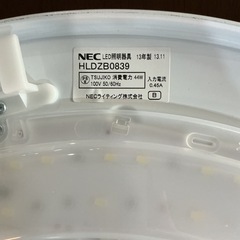 NEC LED照明器具 13年製 13.11
HLDZB0839
TSUJIKO 消費電力 44W 入力電流
100V 50/60Hz 0.45A
NECライティング株式会社 B